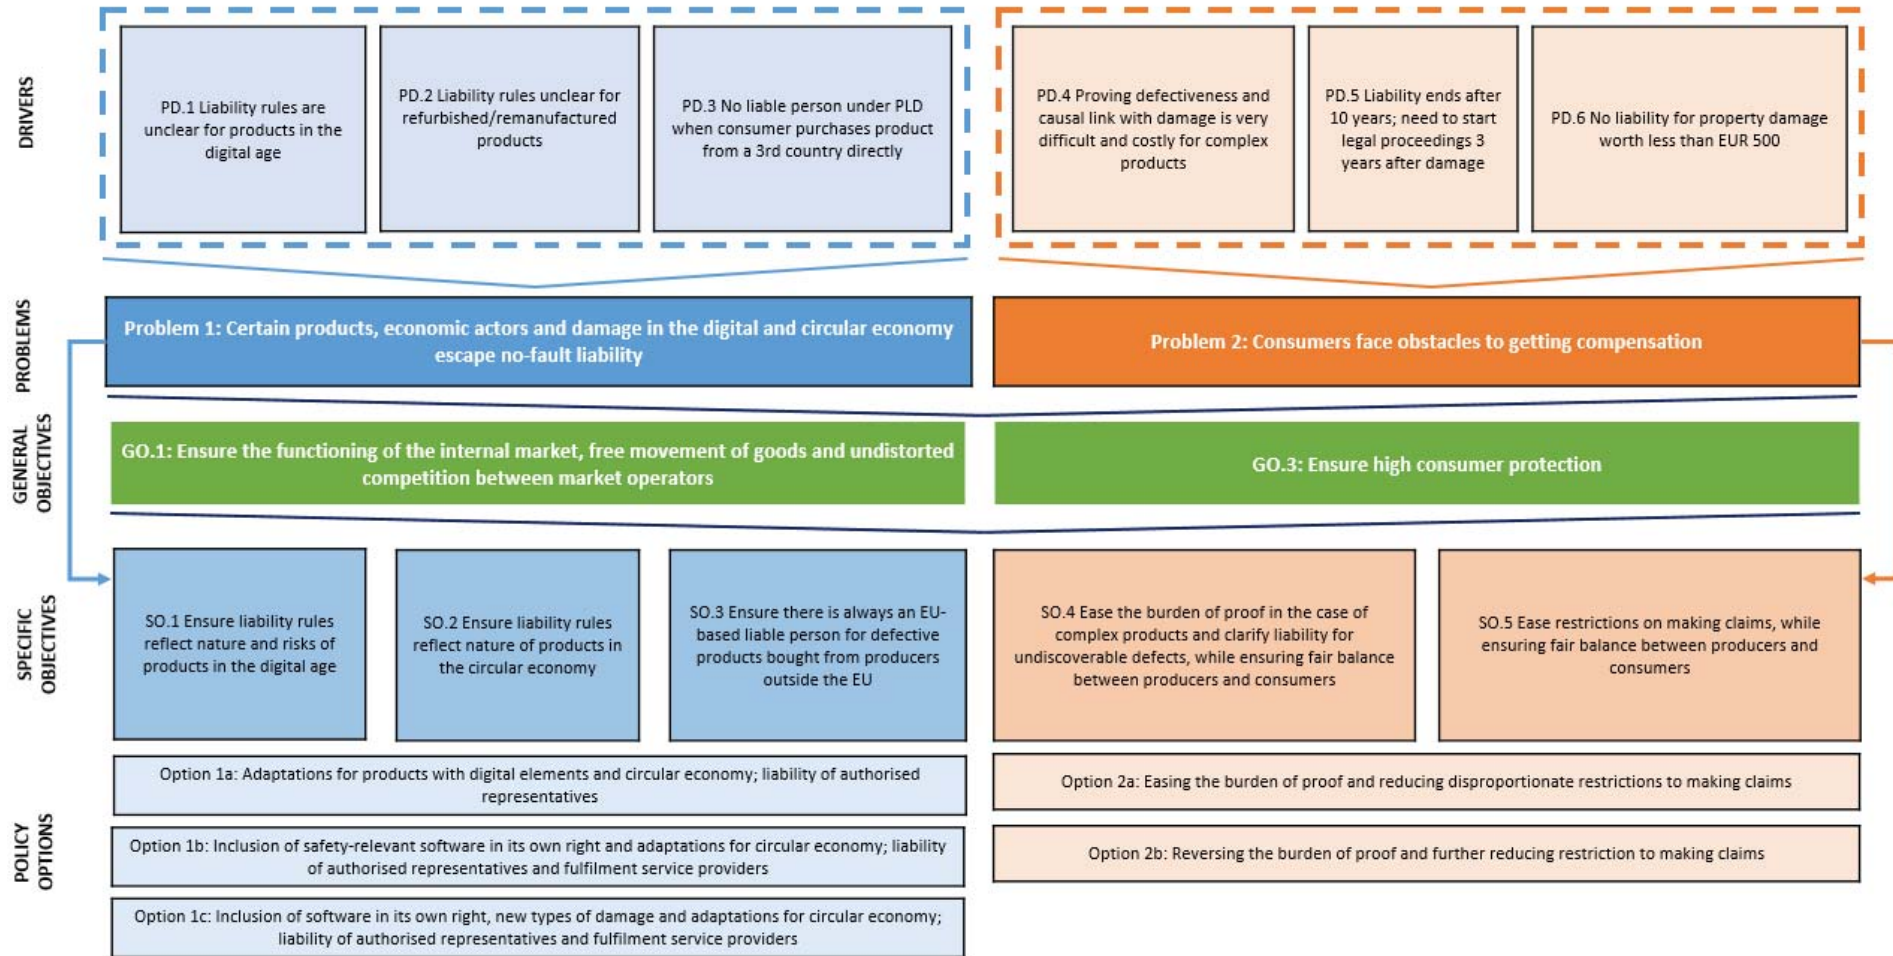 DRIVERS
PD.1 Liability rules are
unclear for products in the
digital age
PD.2 Liability rules unclear for
refurbished/remanufactured
products
PD.3 No liable person under PLD
when consumer purchases product
from a 3rd country directly
PD.4 Proving defectiveness and
causal link with damage is very
difficult and costly for complex
products
PD.5 Liability ends after
10 years; need to start
legal proceedings 3
years after damage
PD.6 No liability for property damage
worth less than EUR 500
PROBLEMS
Problem 1: Certain products, economic actors and damage in the digital and circular economy
escape no-fault liability
Problem 2: Consumers face obstacles to getting compensation
GENERAL
OBJECTIVES
GO.1: Ensure the functioning of the internal market, free movement of goods and undistorted
competition between market operators
GO.3: Ensure high consumer protection
SPECIFIC
OBJECTIVES
SO.1 Ensure liability rules
reflect nature and risks of
products in the digital age
SO.2 Ensure liability rules
reflect nature of products in
the circular economy
SO.3 Ensure there is always an EU-
based liable person for defective
products bought from producers
outside the EU
SO.4 Ease the burden of proof in the case of
complex products and clarify liability for
undiscoverable defects, while ensuring fair balance
between producers and consumers
SO.5 Ease restrictions on making claims, while
ensuring fair balance between producers and
consumers
POLICY
OPTIONS
Option 1a: Adaptations for products with digital elements and circular economy; liability of authorised
representatives
Option 1b: Inclusion of safety-relevant software in its own right and adaptations for circular economy; liability
of authorised representatives and fulfilment service providers
Option 1c: Inclusion of software in its own right, new types of damage and adaptations for circular economy;
liability of authorised representatives and fulfilment service providers
Option 2a: Easing the burden of proof and reducing disproportionate restrictions to making claims
Option 2b: Reversing the burden of proof and further reducing restriction to making claims